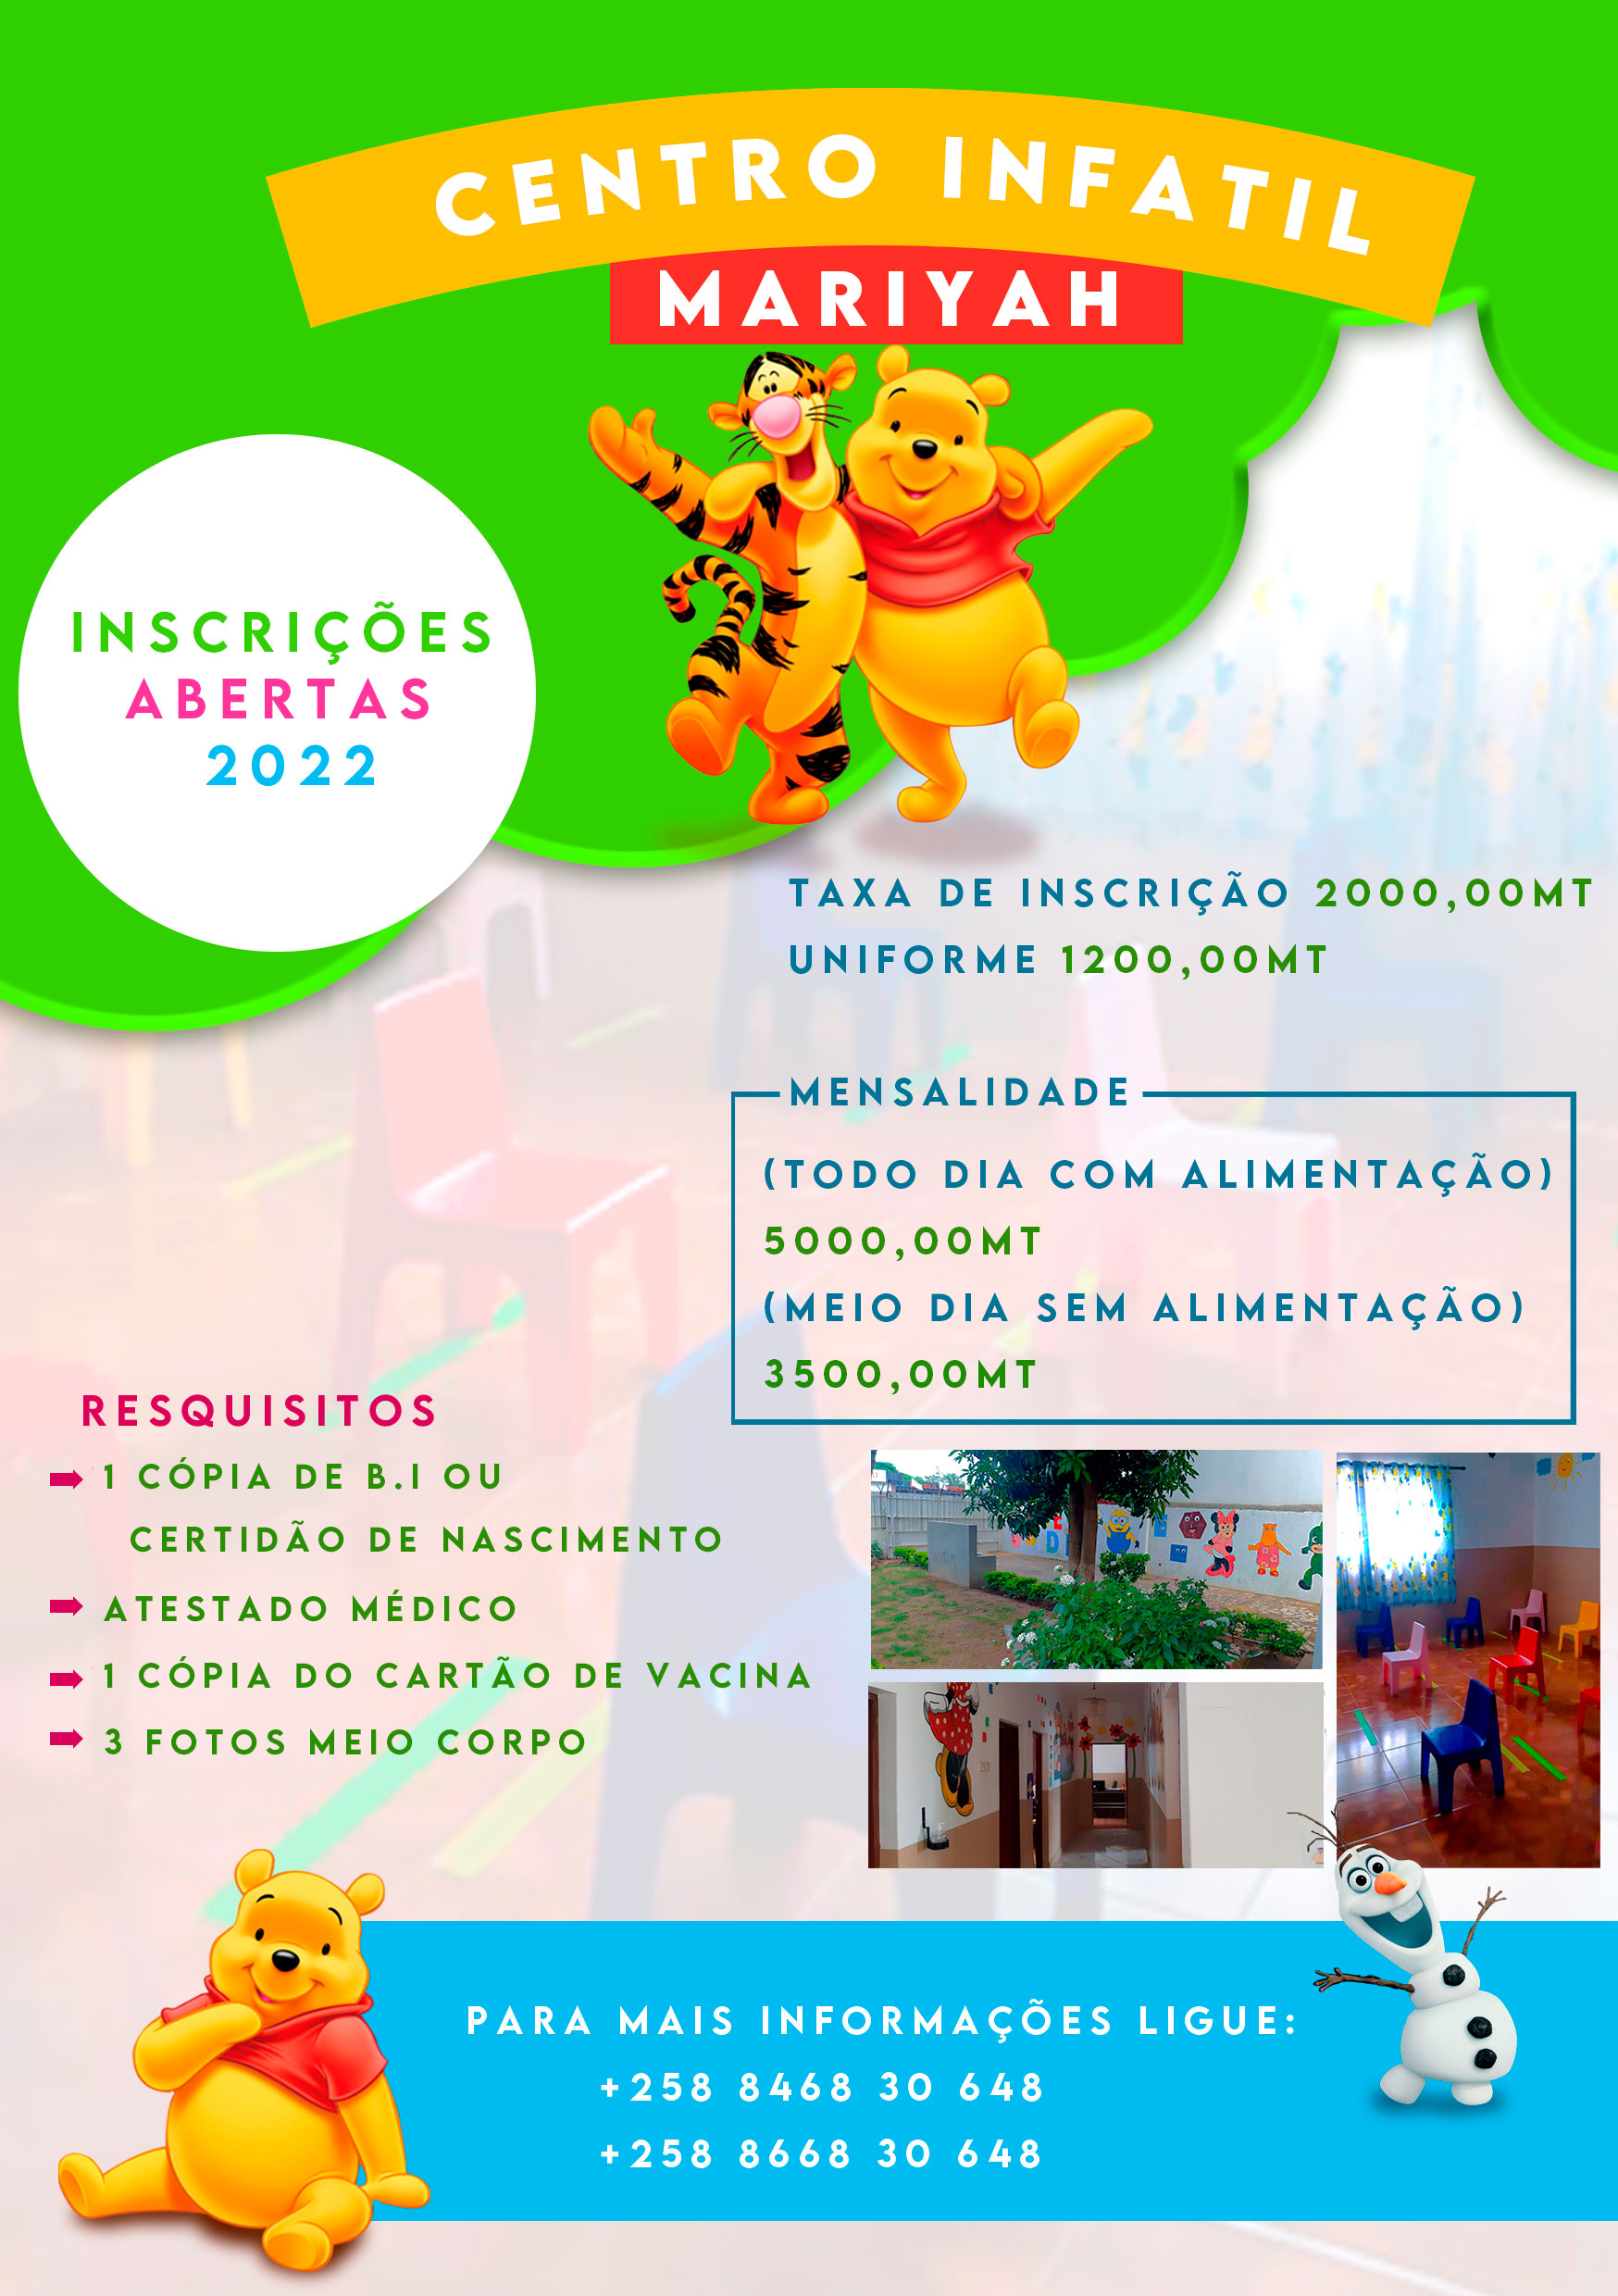 CENTRO INFATIL
MARIYAH
INSCRIÇÕES
ABERTAS
2022
TAXA DE INSCRIÇÃO 2000,00MT
UNIFORME 1200,00MT
MENSALIDADE
(TODO DIA COM ALIMENTAÇÃO)
5000,00MT
(MEIO DIA SEM ALIMENTAÇÃO)
3500,00MT
RESQUISITOS
1 CÓPIA DE B.I OU
CERTIDÃO DE NASCIMENTO
ATESTADO MÉDICO
1 CÓPIA DO CARTÃO DE VACINA
3 FOTOS MEIO CORPO
PARA MAIS INFORMAÇÕES LIGUE:
+258 8468 30 648
+258 8668 30 648